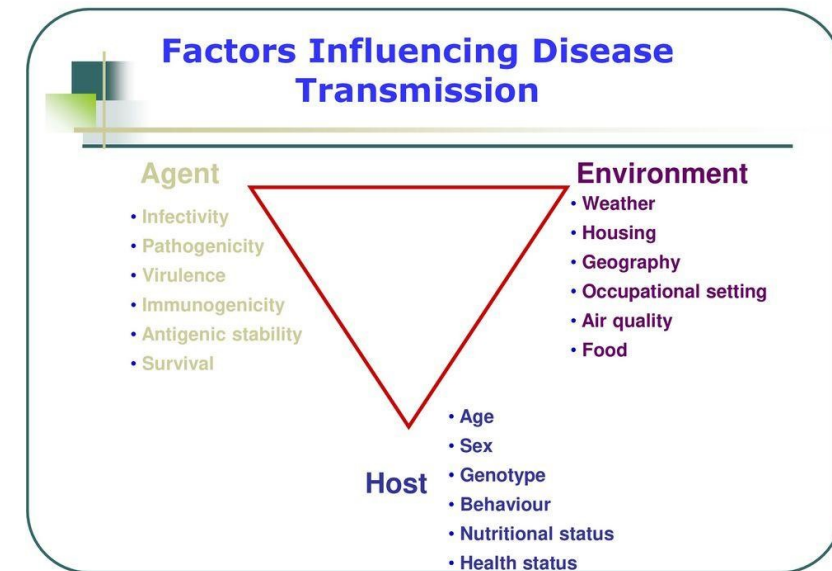 Factors Influencing Disease
Transmission
Agent
• Infectivity
• Pathogenicity
• Virulence
• Immunogenicity
• Antigenic stability
• Survival
Environment
• Weather
• Housing
• Geography
• Occupational setting
• Air quality
• Food
Host
• Age
• Sex
• Genotype
• Behaviour
• Nutritional status
• Health status